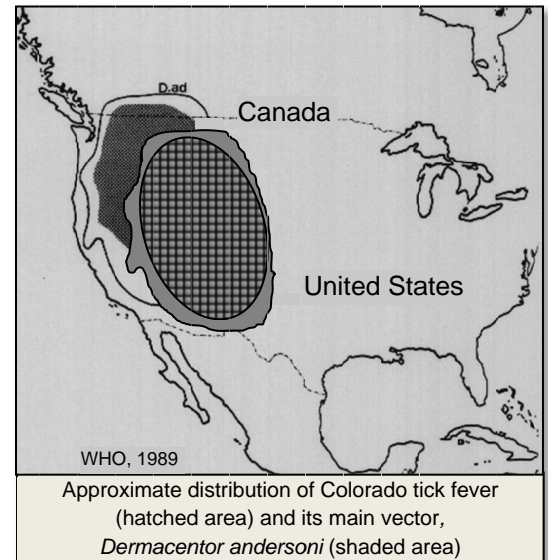 D.ad
Canada
United States
WHO, 1989
Approximate distribution of Colorado tick fever
(hatched area) and its main vector,
Dermacentor andersoni (shaded area)